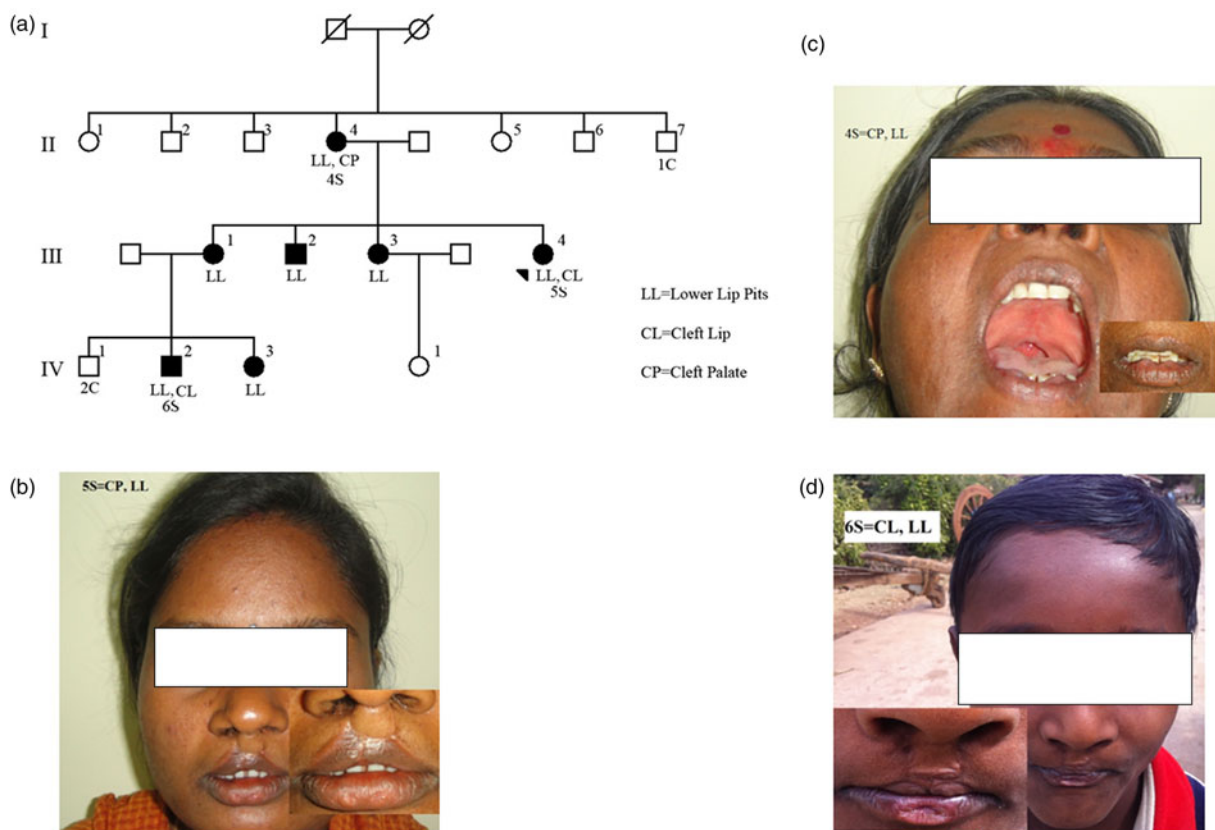 (a)
I
1
2
3
4
5
6
7
II
LL, CP
4S
1C
1
2
3
4
III
LL
LL
LL
LL, CL
5S
1
2
3
1
IV
2C
LL, CL
6S
LL
LL=Lower Lip Pits
CL=Cleft Lip
CP=Cleft Palate
(b)
5S=CP, LL
(c)
4S=CP, LL
(d)
6S=CL, LL